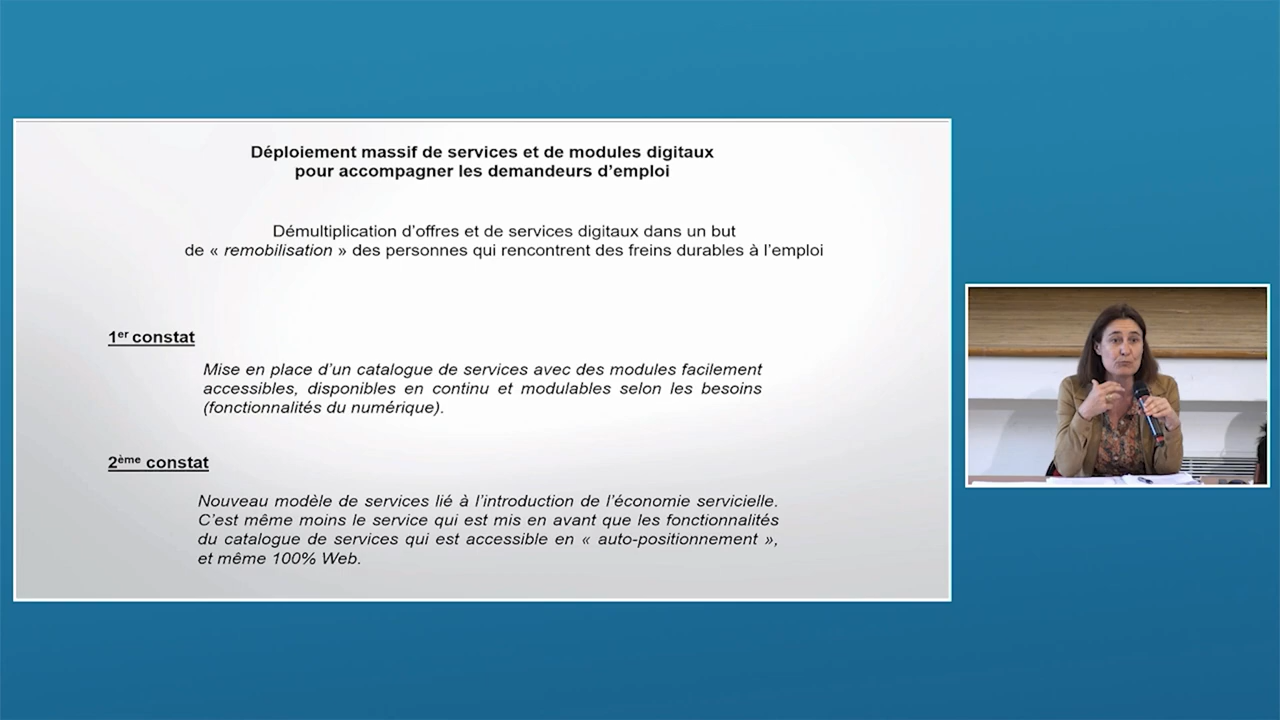 Déploiement massif de services et de modules digitaux
pour accompagner les demandeurs d’emploi
Démultiplication d’offres et de services digitaux dans un but
de « remobilisation » des personnes qui rencontrent des freins durables à l’emploi
1er constat
Mise en place d’un catalogue de services avec des modules facilement
accessibles, disponibles en continu et modulables selon les besoins
(fonctionnalités du numérique).
2ème constat
Nouveau modèle de services lié à l’introduction de l’économie servicielle.
C’est même moins le service qui est mis en avant que les fonctionnalités
du catalogue de services qui est accessible en « auto-positionnement »,
et même 100% Web.